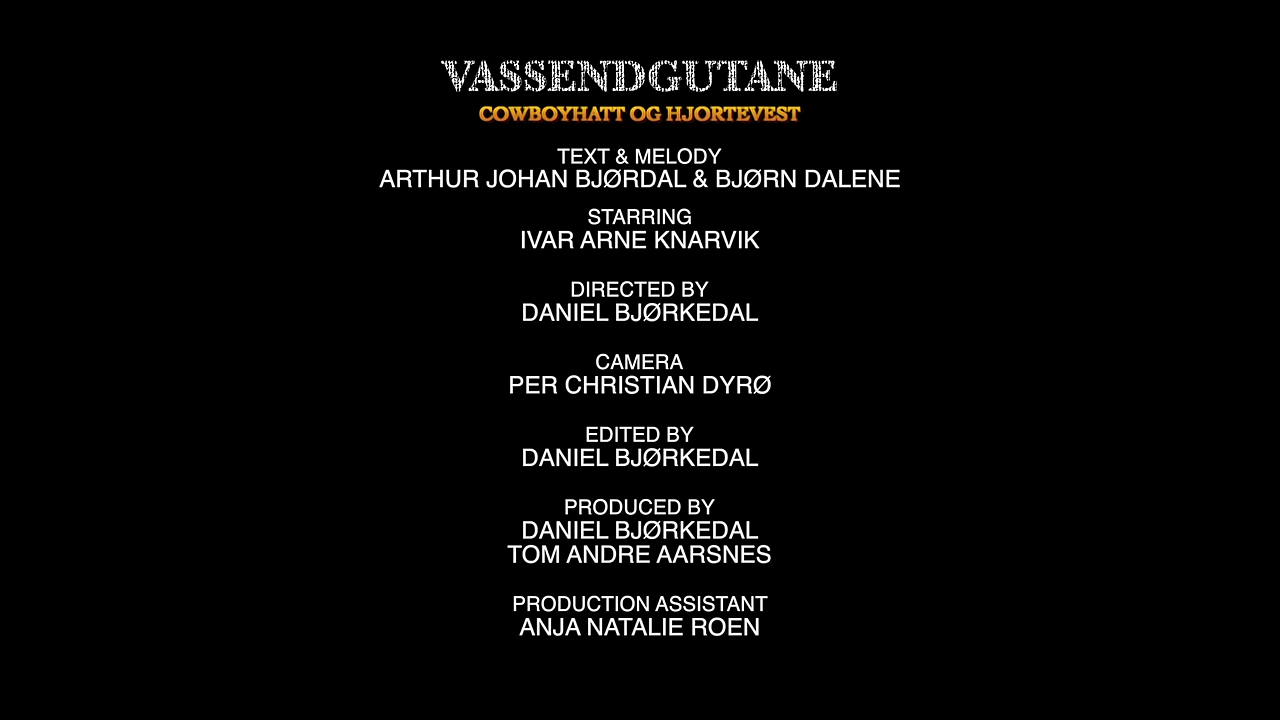 VASSENDGUTANE
COWBOYHATT OG HJORTEVEST
TEXT & MELODY
ARTHUR JOHAN BJØRDAL & BJØRN DALENE
STARRING
IVAR ARNE KNARVIK
DIRECTED BY
DANIEL BJØRKEDAL
CAMERA
PER CHRISTIAN DYRØ
EDITED BY
DANIEL BJØRKEDAL
PRODUCED BY
DANIEL BJØRKEDAL
TOM ANDRE AARSNES
PRODUCTION ASSISTANT
ANJA NATALIE ROEN